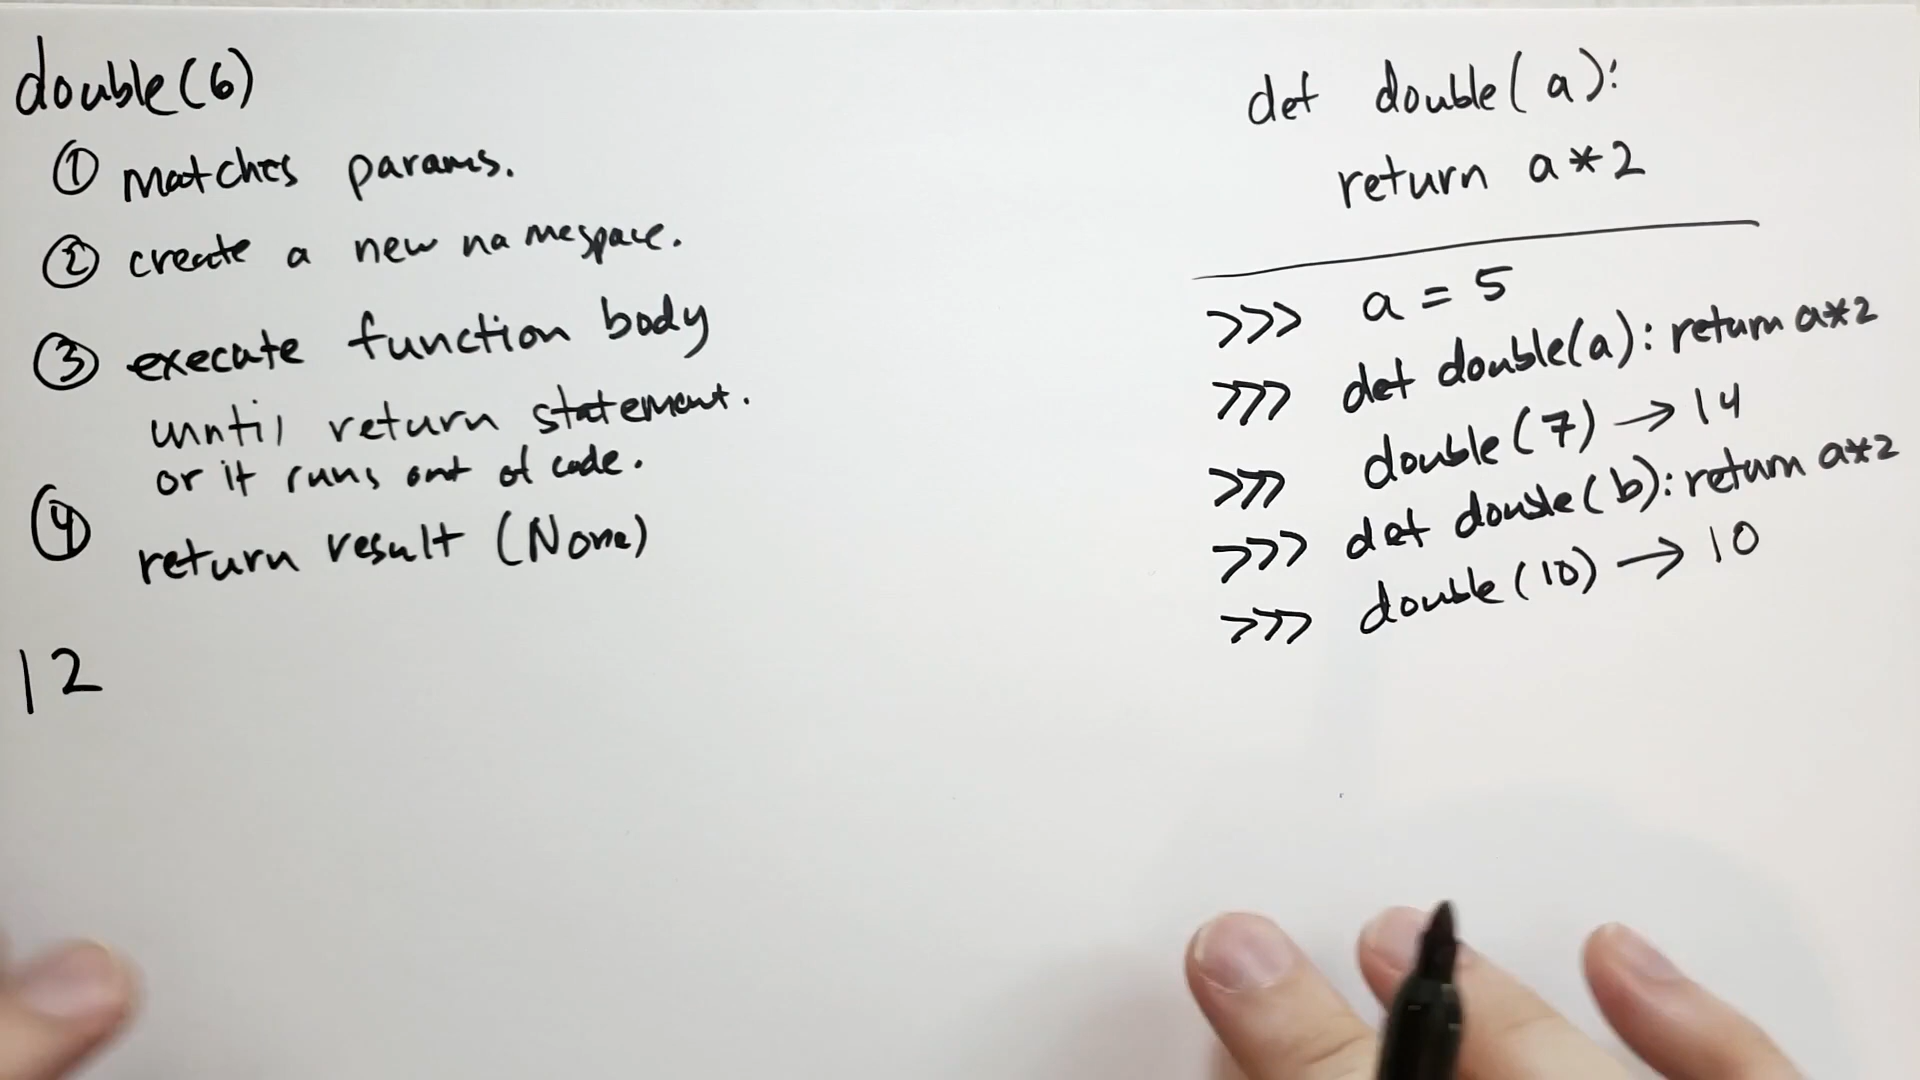 double(6)
① matches params.
② create a new namespace.
③ execute function body
until return statement.
or it runs out of code.
④ return result (None)
12
def double(a):
return a*2
>>> a = 5
>>> def double(a): return a*2
>>> double(7) → 14
>>> def double(b): return a*2
>>> double(10) → 10